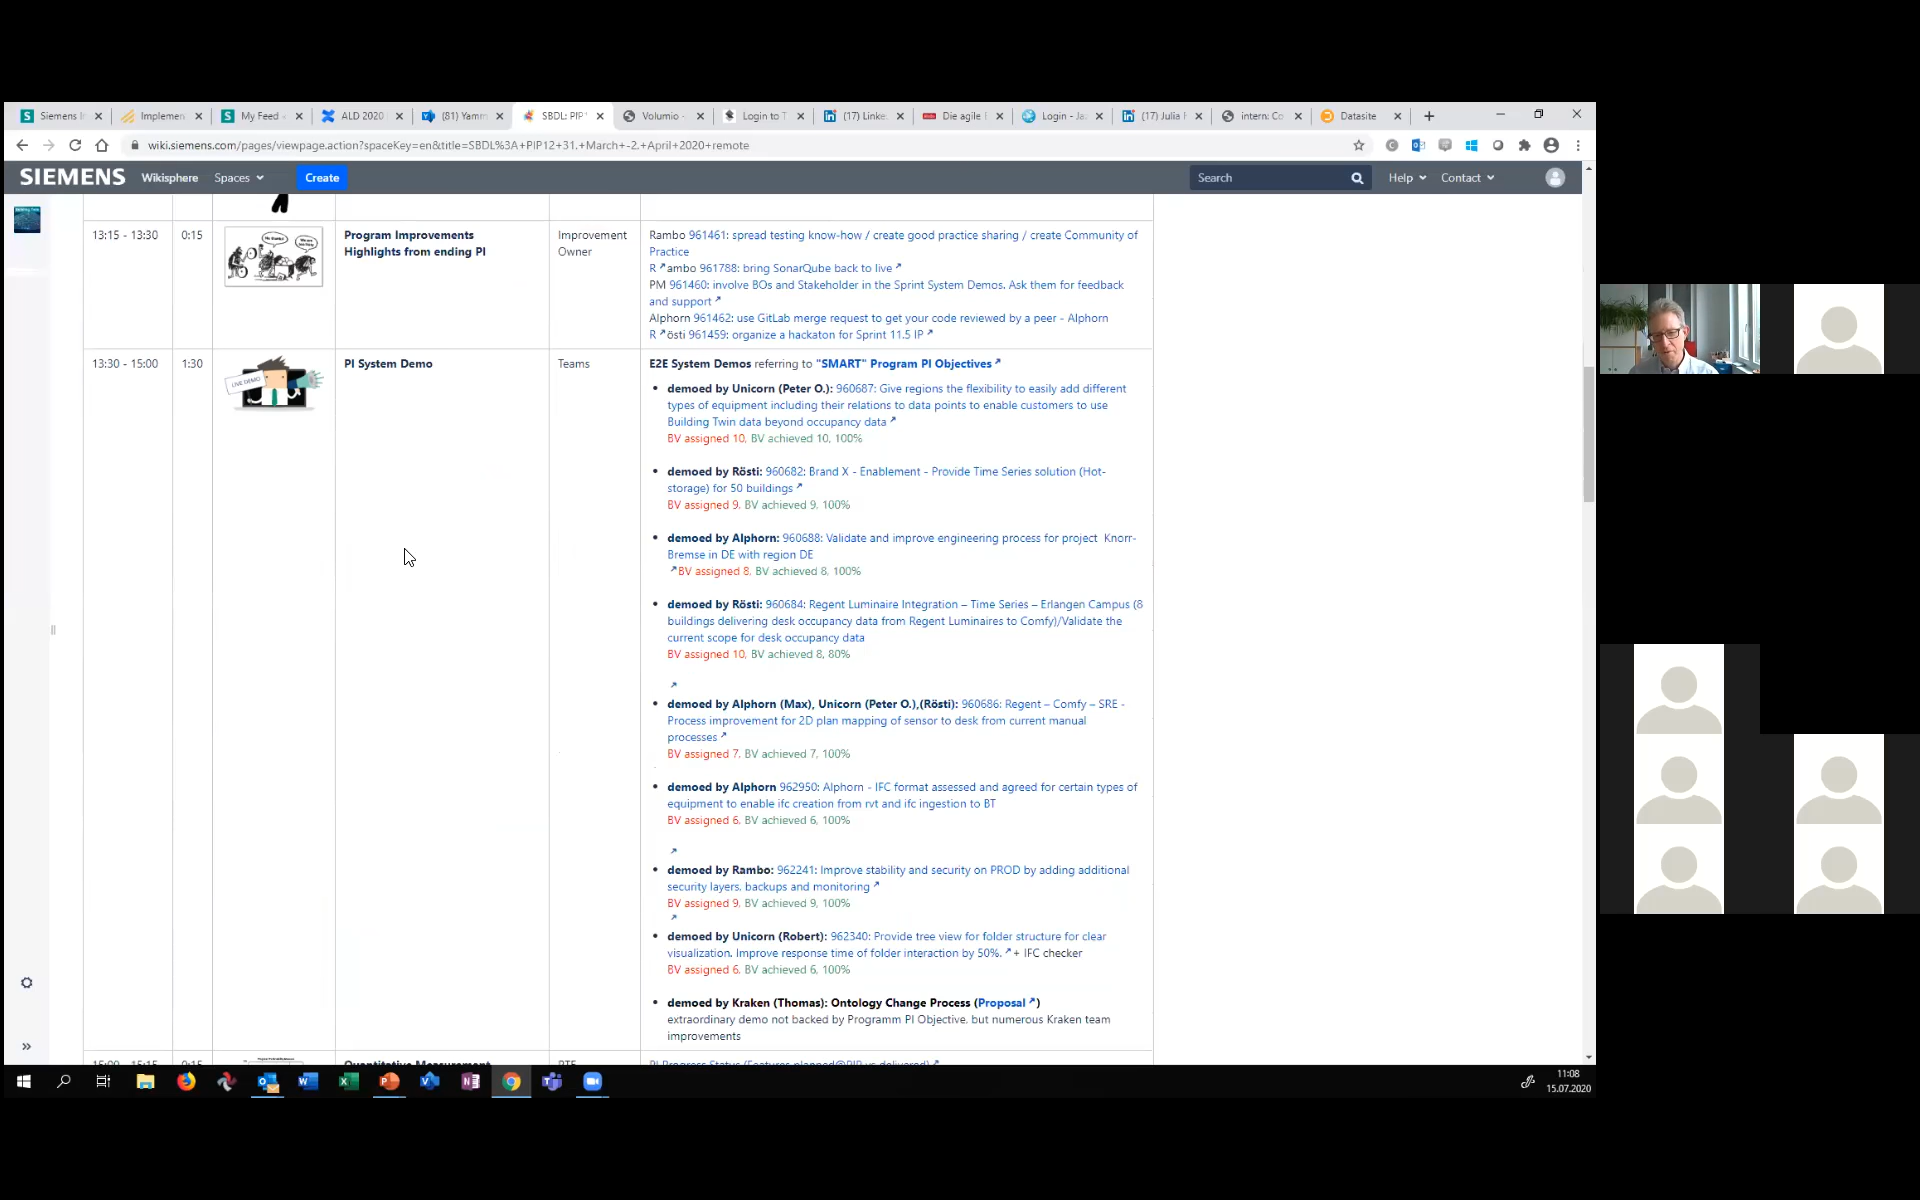 Siemens I
Implemen
My Feed
ALD 2020
(81) Yamm
SBDL: PIP
Volumio -
Login to T
(17) Linke
Die agile
Login - Ja
(17) Julia
intern: Co
Datasite
wiki.siemens.com/pages/viewpage.action?spaceKey=en&title=SBDL%3A+PIP12+31.+March+-2.+April+2020+remote
SIEMENS Wikisphere Spaces Create Search Help Contact
13:15 - 13:30 0:15 Program Improvements
Highlights from ending PI
Improvement
Owner
Rambo 961461: spread testing know-how / create good practice sharing / create Community of
Practice
R ambo 961788: bring SonarQube back to live
PM 961460: involve BOs and Stakeholder in the Sprint System Demos. Ask them for feedback
and support
Alphorn 961462: use GitLab merge request to get your code reviewed by a peer - Alphorn
R östi 961459: organize a hackaton for Sprint 11.5 IP
13:30 - 15:00 1:30 LIVE DEMO PI System Demo Teams
E2E System Demos referring to "SMART" Program PI Objectives
• demoed by Unicorn (Peter O.): 960687: Give regions the flexibility to easily add different
types of equipment including their relations to data points to enable customers to use
Building Twin data beyond occupancy data
BV assigned 10, BV achieved 10, 100%
• demoed by Rösti: 960682: Brand X - Enablement - Provide Time Series solution (Hot-
storage) for 50 buildings
BV assigned 9, BV achieved 9, 100%
• demoed by Alphorn: 960688: Validate and improve engineering process for project Knorr-
Bremse in DE with region DE
BV assigned 8, BV achieved 8, 100%
• demoed by Rösti: 960684: Regent Luminaire Integration – Time Series – Erlangen Campus (8
buildings delivering desk occupancy data from Regent Luminaires to Comfy)/Validate the
current scope for desk occupancy data
BV assigned 10, BV achieved 8, 80%
• demoed by Alphorn (Max), Unicorn (Peter O.),(Rösti): 960686: Regent – Comfy – SRE -
Process improvement for 2D plan mapping of sensor to desk from current manual
processes
BV assigned 7, BV achieved 7, 100%
• demoed by Alphorn 962950: Alphorn - IFC format assessed and agreed for certain types of
equipment to enable ifc creation from rvt and ifc ingestion to BT
BV assigned 6, BV achieved 6, 100%
• demoed by Rambo: 962241: Improve stability and security on PROD by adding additional
security layers, backups and monitoring
BV assigned 9, BV achieved 9, 100%
• demoed by Unicorn (Robert): 962340: Provide tree view for folder structure for clear
visualization. Improve response time of folder interaction by 50%. + IFC checker
BV assigned 6, BV achieved 6, 100%
• demoed by Kraken (Thomas): Ontology Change Process (Proposal)
extraordinary demo not backed by Programm PI Objective, but numerous Kraken team
improvements
15:00 - 15:15 0:15 Quantitative Measurement RTE PI Progress Status (Features planned@PIP vs delivered)
11:08
15.07.2020